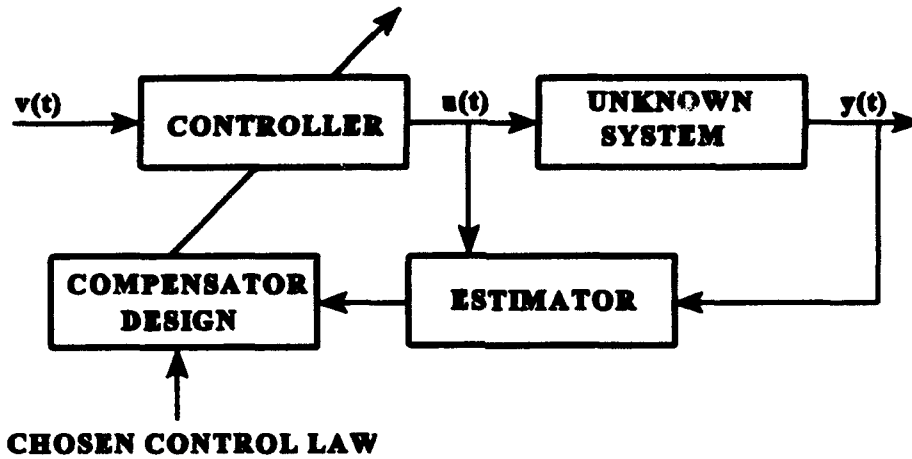 v(t)
CONTROLLER
u(t)
UNKNOWN
SYSTEM
y(t)
COMPENSATOR
DESIGN
ESTIMATOR
CHOSEN CONTROL LAW